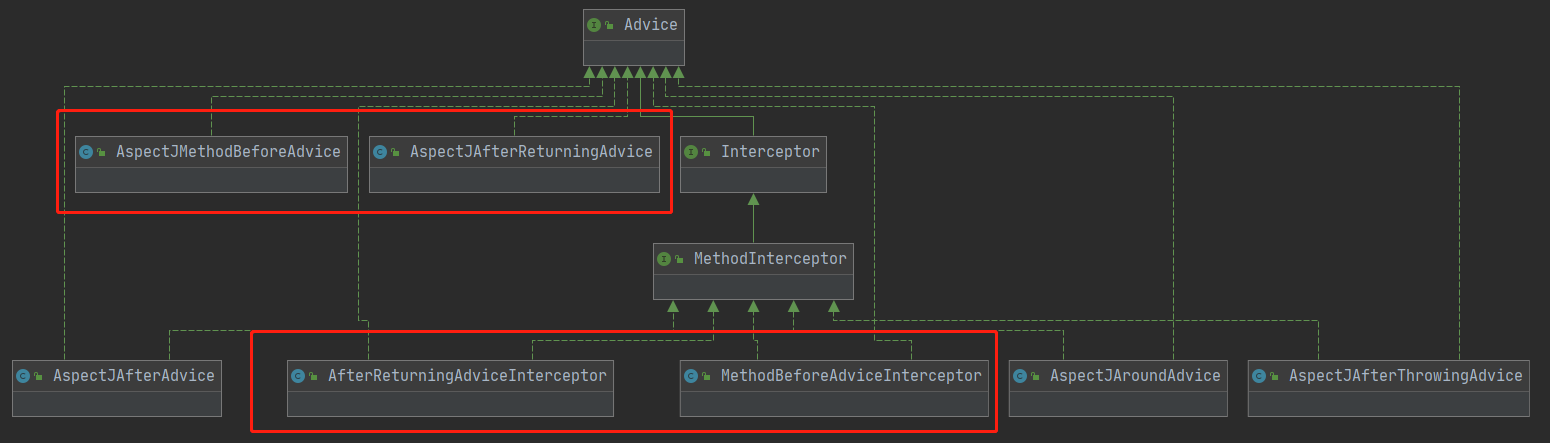 Advice
AspectJMethodBeforeAdvice
AspectJAfterReturningAdvice
Interceptor
MethodInterceptor
AspectJAfterAdvice
AfterReturningAdviceInterceptor
MethodBeforeAdviceInterceptor
AspectJAroundAdvice
AspectJAfterThrowingAdvice